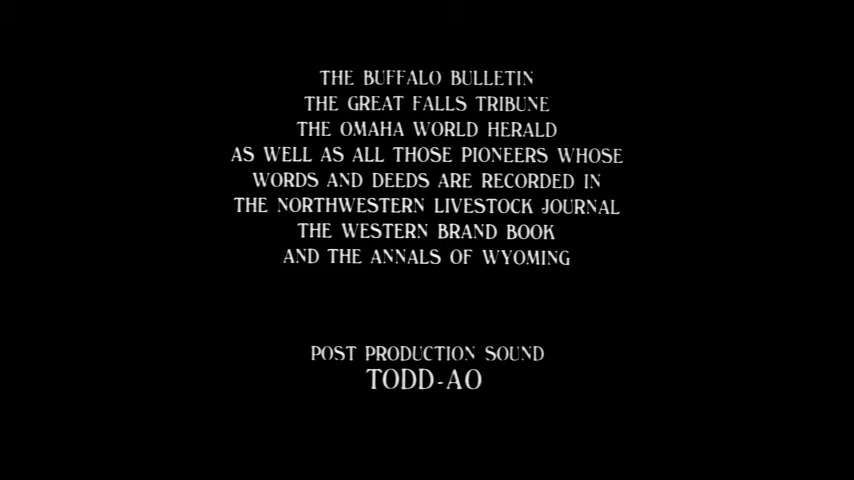 THE BUFFALO BULLETIN
THE GREAT FALLS TRIBUNE
THE OMAHA WORLD HERALD
AS WELL AS ALL THOSE PIONEERS WHOSE
WORDS AND DEEDS ARE RECORDED IN
THE NORTHWESTERN LIVESTOCK JOURNAL
THE WESTERN BRAND BOOK
AND THE ANNALS OF WYOMING
POST PRODUCTION SOUND
TODD-AO